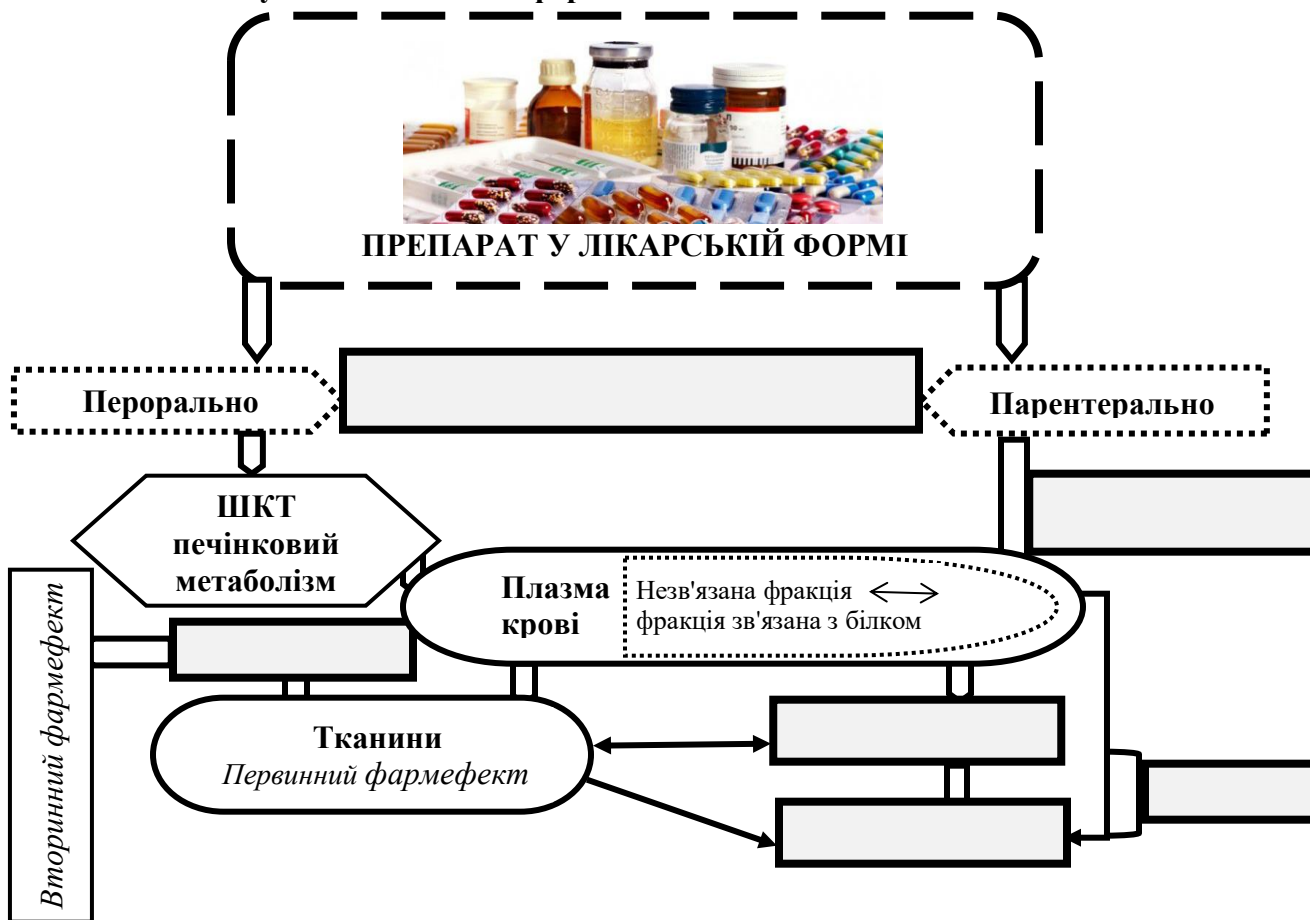 ПРЕПАРАТ У ЛІКАРСЬКІЙ ФОРМІ
Перорально
Парентерально
ШКТ
печінковий
метаболізм
Плазма
крові
Незв'язана фракція
фракція зв'язана з білком
Вторинний фармефект
Тканини
Первинний фармефект